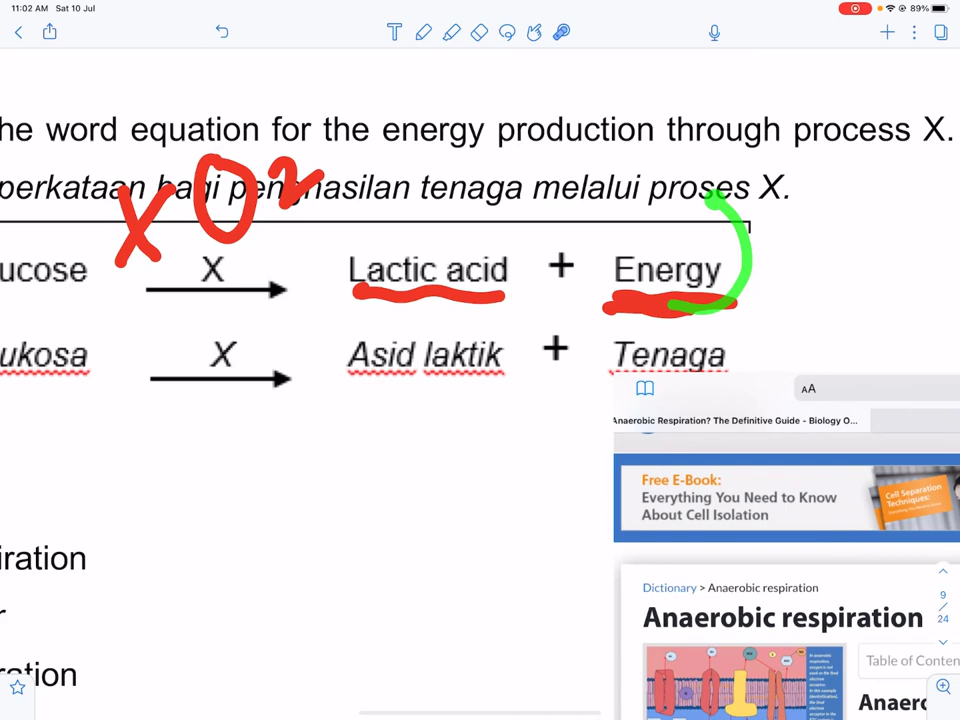 11:02 AM Sat 10 Jul
89%
T
he word equation for the energy production through process X.
perkataan bagi penghasilan tenaga melalui proses X.
X O2
ucose X Lactic acid + Energy
ukosa X Asid laktik + Tenaga
AA
Anaerobic Respiration? The Definitive Guide - Biology O...
Free E-Book:
Everything You Need to Know
About Cell Isolation
Cell Separation
Techniques:
iration
r
ration
Dictionary > Anaerobic respiration
Anaerobic respiration
Table of Conten
Anaero
9
/
24